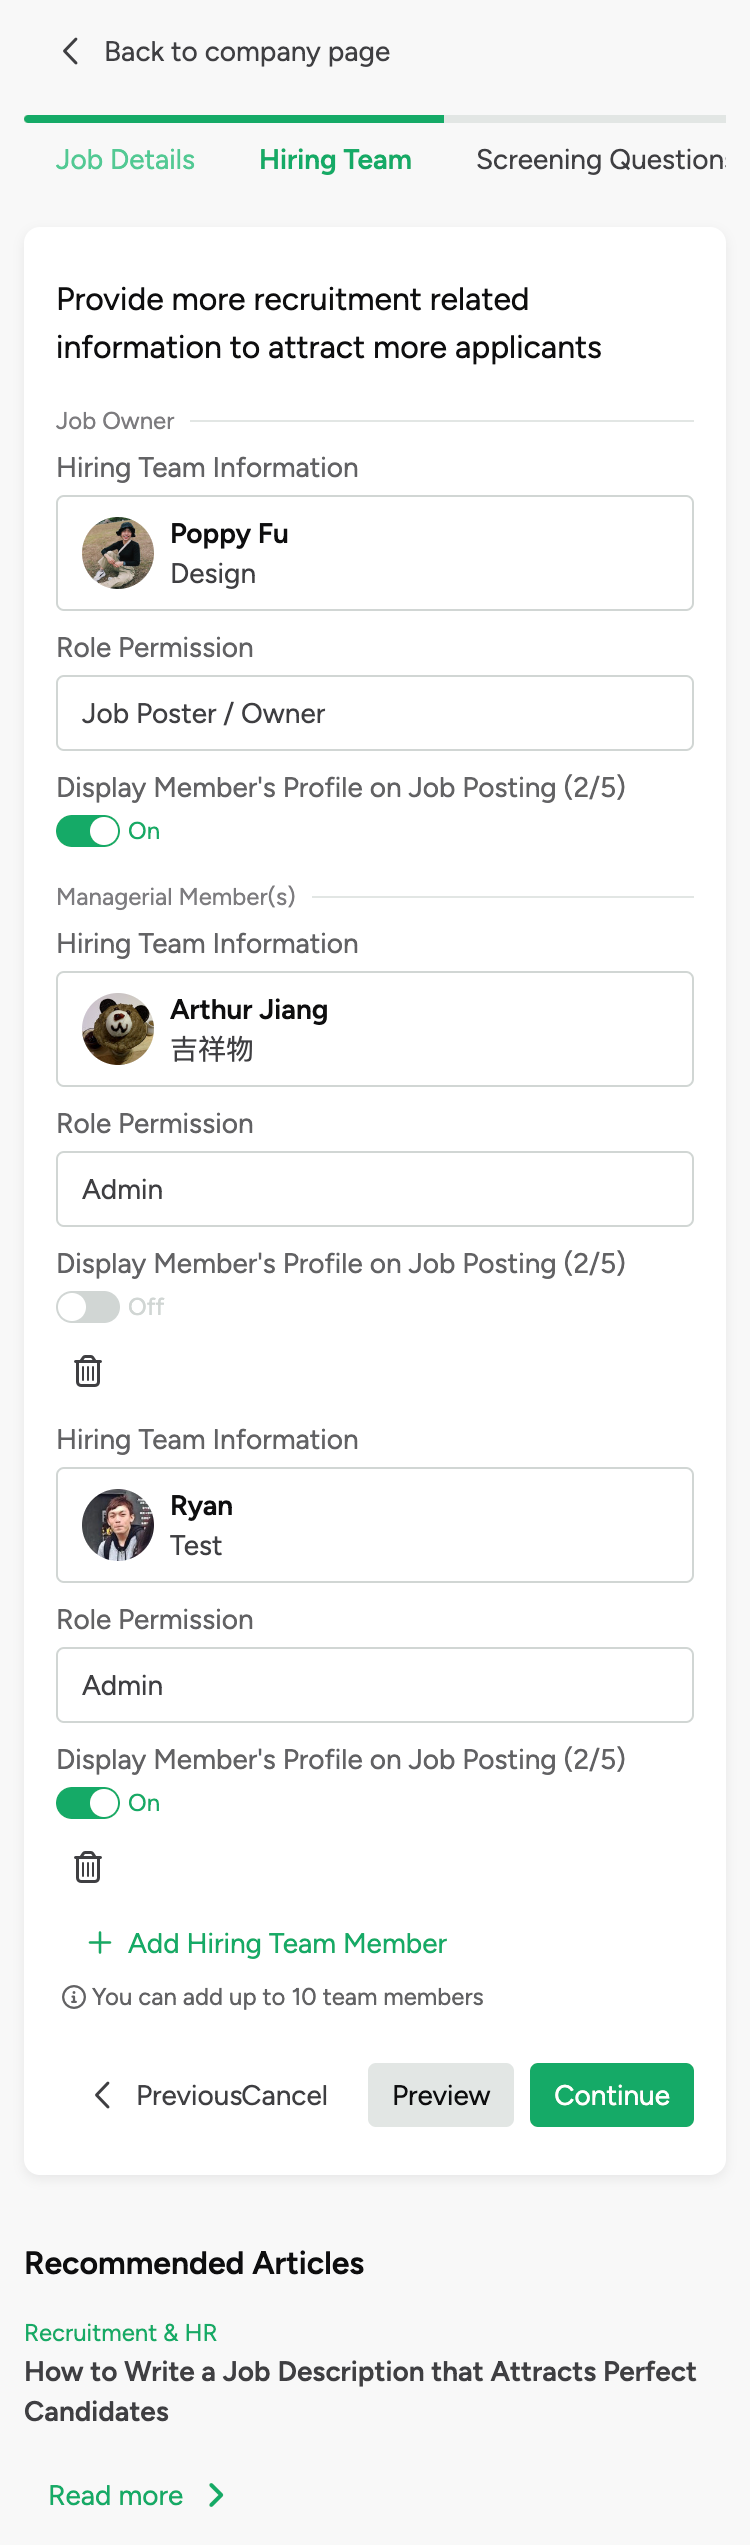 Back to company page
Job Details
Hiring Team
Screening Question
Provide more recruitment related
information to attract more applicants
Job Owner
Hiring Team Information
Poppy Fu
Design
Role Permission
Job Poster / Owner
Display Member's Profile on Job Posting (2/5)
On
Managerial Member(s)
Hiring Team Information
Arthur Jiang
吉祥物
Role Permission
Admin
Display Member's Profile on Job Posting (2/5)
Off
Hiring Team Information
Ryan
Test
Role Permission
Admin
Display Member's Profile on Job Posting (2/5)
On
Add Hiring Team Member
You can add up to 10 team members
Previous
Cancel
Preview
Continue
Recommended Articles
Recruitment & HR
How to Write a Job Description that Attracts Perfect
Candidates
Read more